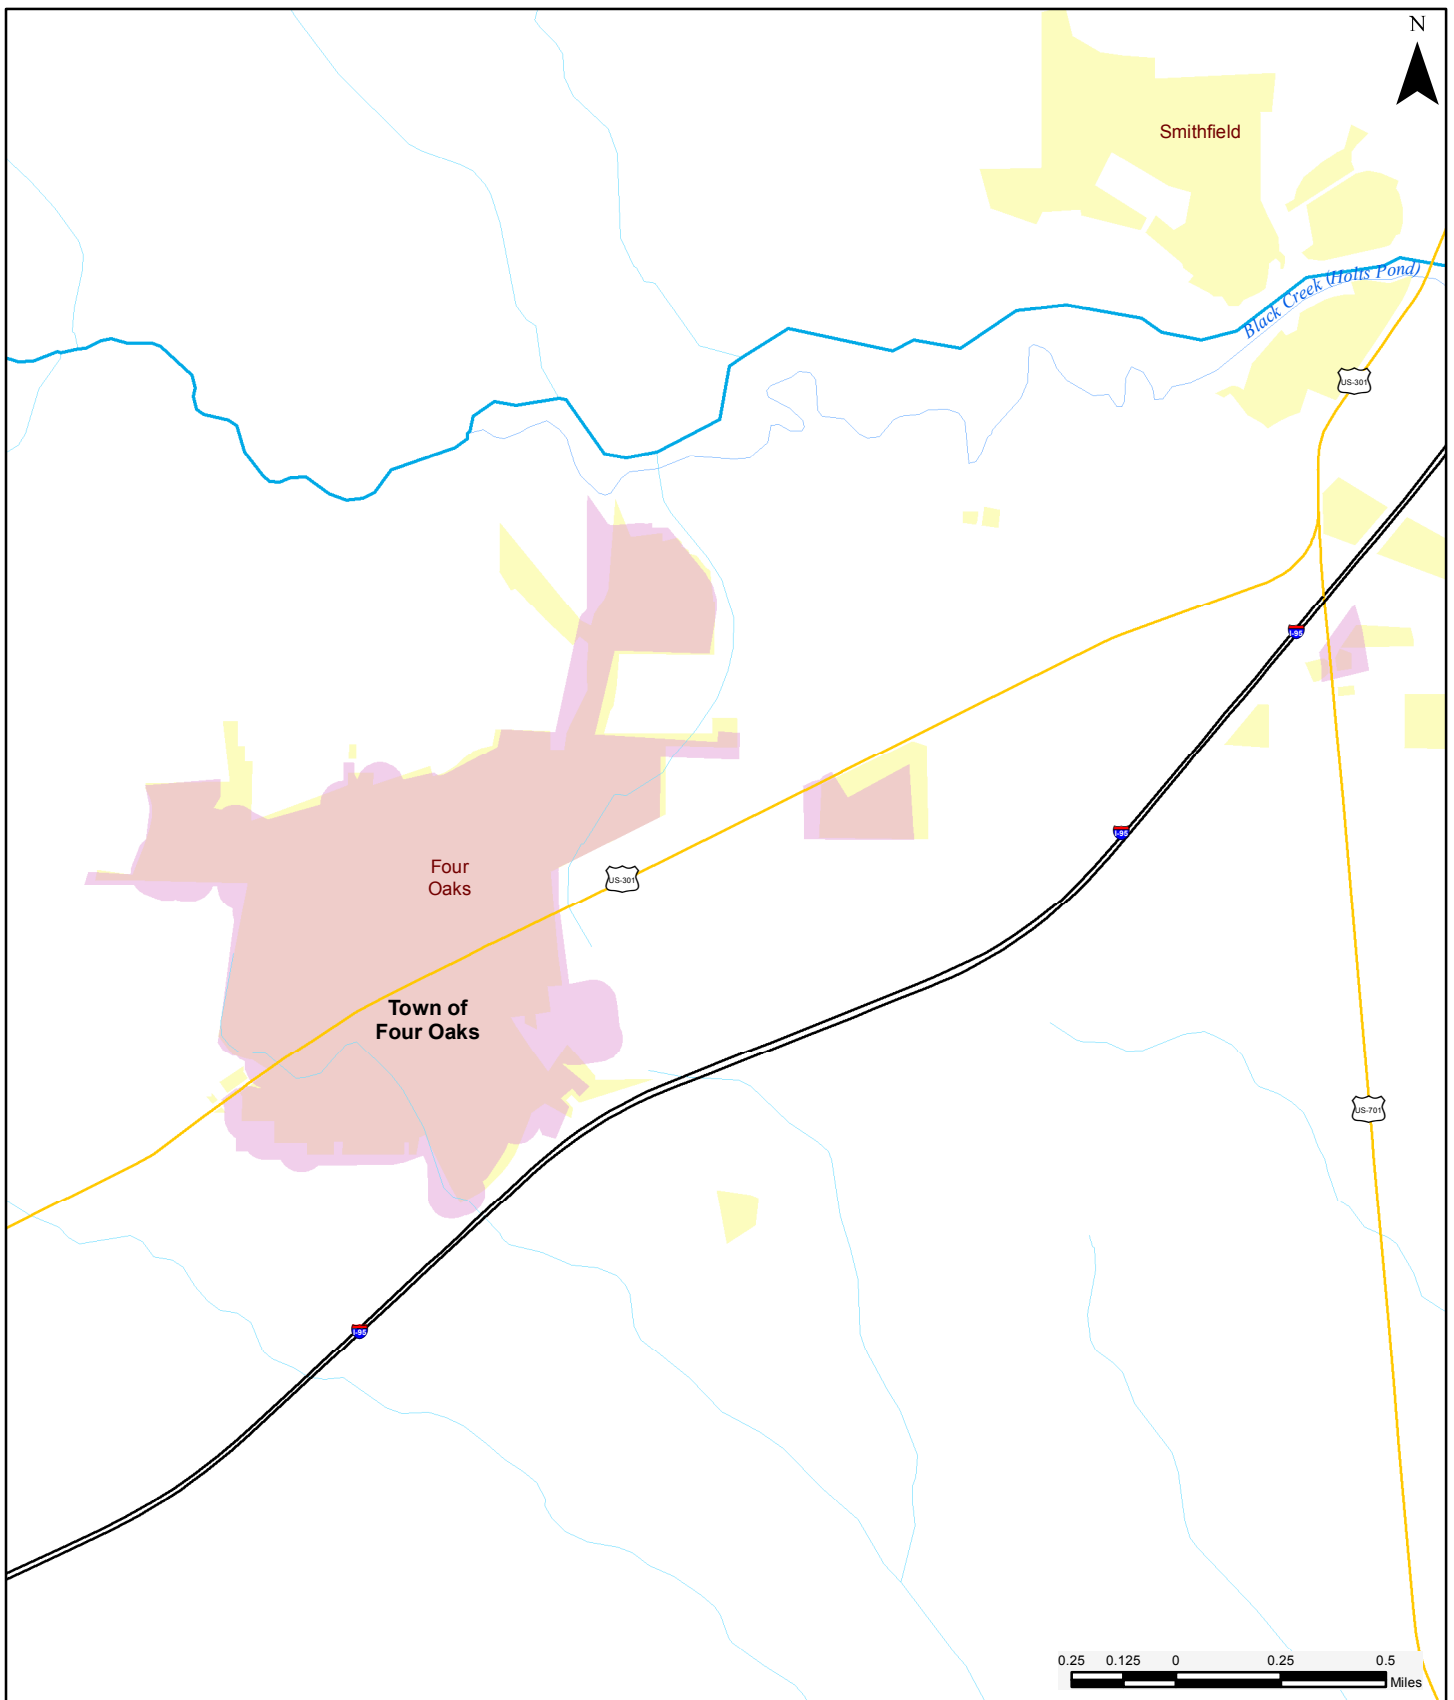 N
Smithfield
Black Creek (Holts Pond)
US-301
I-95
I-95
Four
Oaks
US-301
Town of
Four Oaks
US-701
I-95
0.25 0.125 0 0.25 0.5
Miles